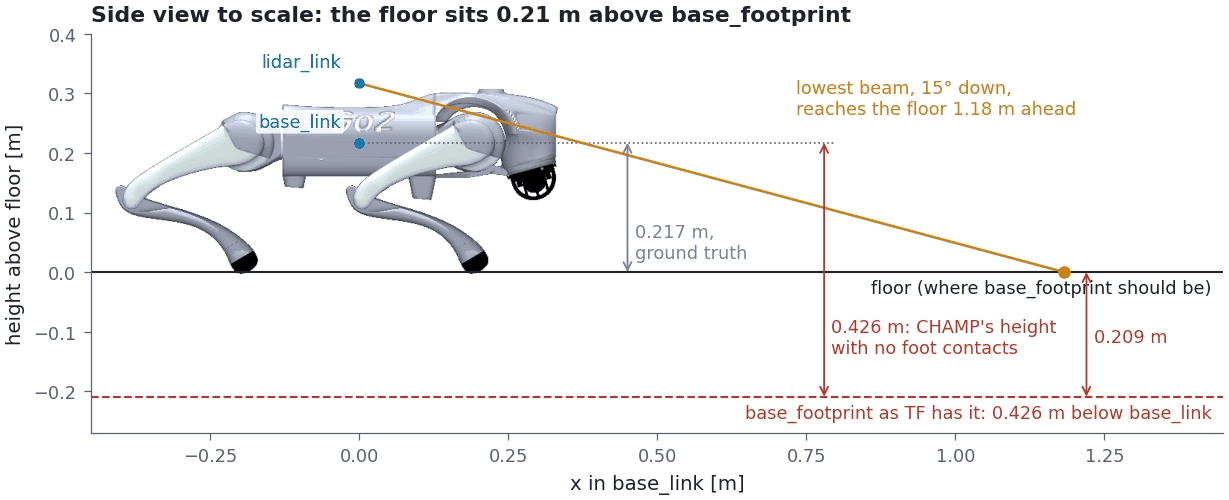 Side view to scale: the floor sits 0.21 m above base_footprint
0.4
0.3
0.2
0.1
0.0
−0.1
−0.2
height above floor [m]
lidar_link
base_link
Go2
lowest beam, 15° down,
reaches the floor 1.18 m ahead
0.217 m,
ground truth
floor (where base_footprint should be)
0.426 m: CHAMP's height
with no foot contacts
0.209 m
base_footprint as TF has it: 0.426 m below base_link
−0.25
0.00
0.25
0.50
0.75
1.00
1.25
x in base_link [m]